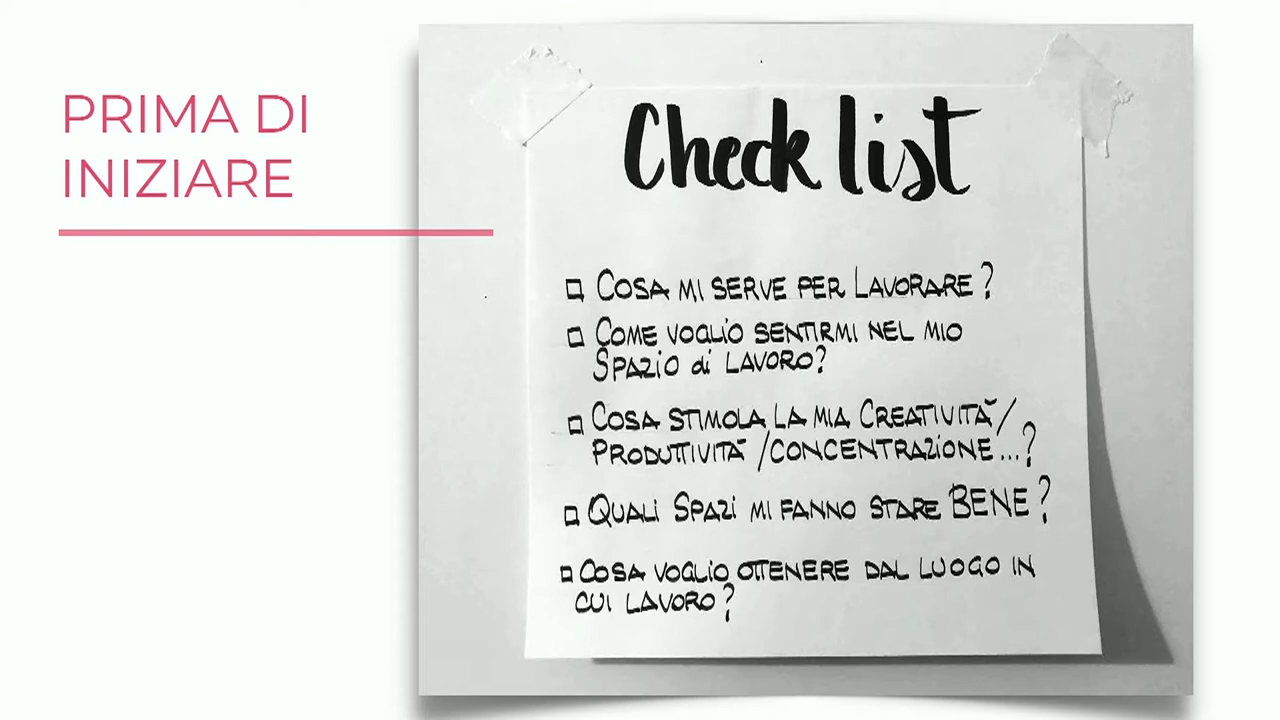 PRIMA DI
INIZIARE
Check list
COSA MI SERVE PER LAVORARE?
COME VOGLIO SENTIRMI NEL MIO
SPAZIO di LAVORO?
COSA STIMOLA LA MIA CREATIVITÀ/
PRODUTTIVITÀ/CONCENTRAZIONE...?
QUALI SPAZI MI FANNO STARE BENE?
COSA VOGLIO OTTENERE DAL LUOGO IN
CUI LAVORO?